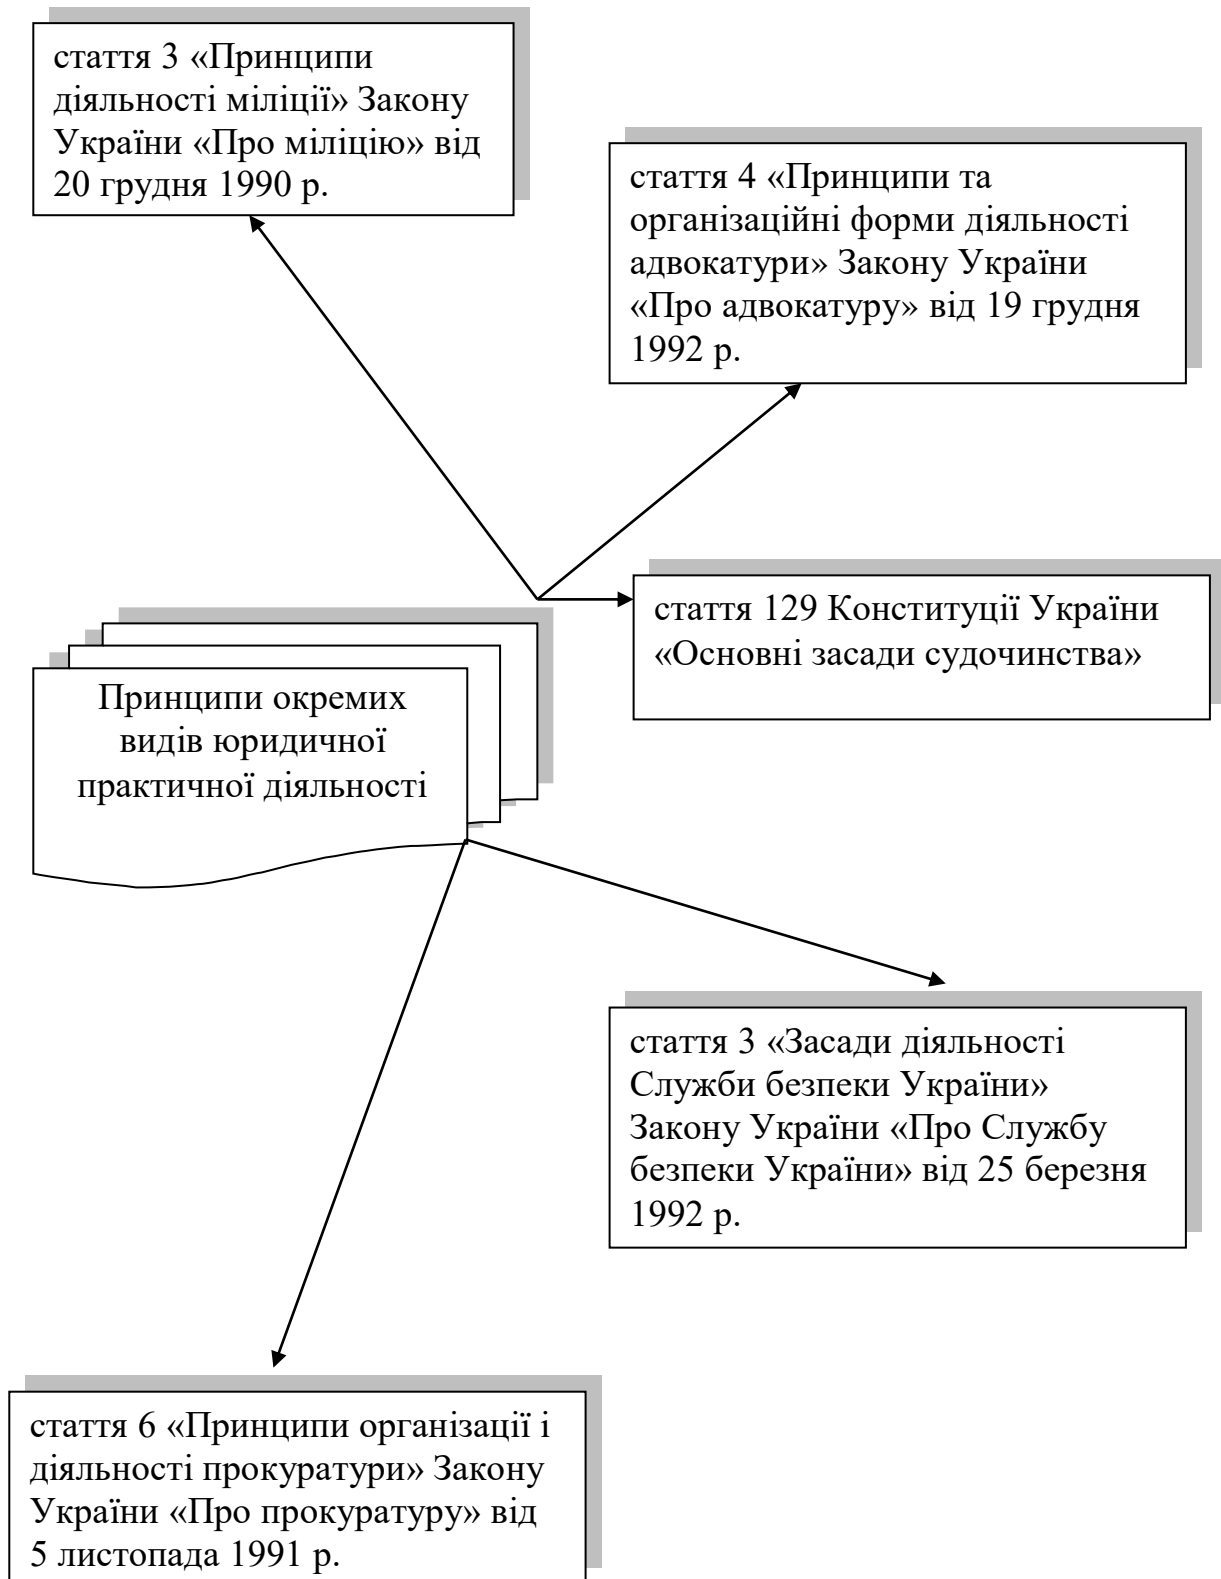 стаття 3 «Принципи
діяльності міліції» Закону
України «Про міліцію» від
20 грудня 1990 р.
стаття 4 «Принципи та
організаційні форми діяльності
адвокатури» Закону України
«Про адвокатуру» від 19 грудня
1992 р.
стаття 129 Конституції України
«Основні засади судочинства»
Принципи окремих
видів юридичної
практичної діяльності
стаття 3 «Засади діяльності
Служби безпеки України»
Закону України «Про Службу
безпеки України» від 25 березня
1992 р.
стаття 6 «Принципи організації і
діяльності прокуратури» Закону
України «Про прокуратуру» від
5 листопада 1991 р.